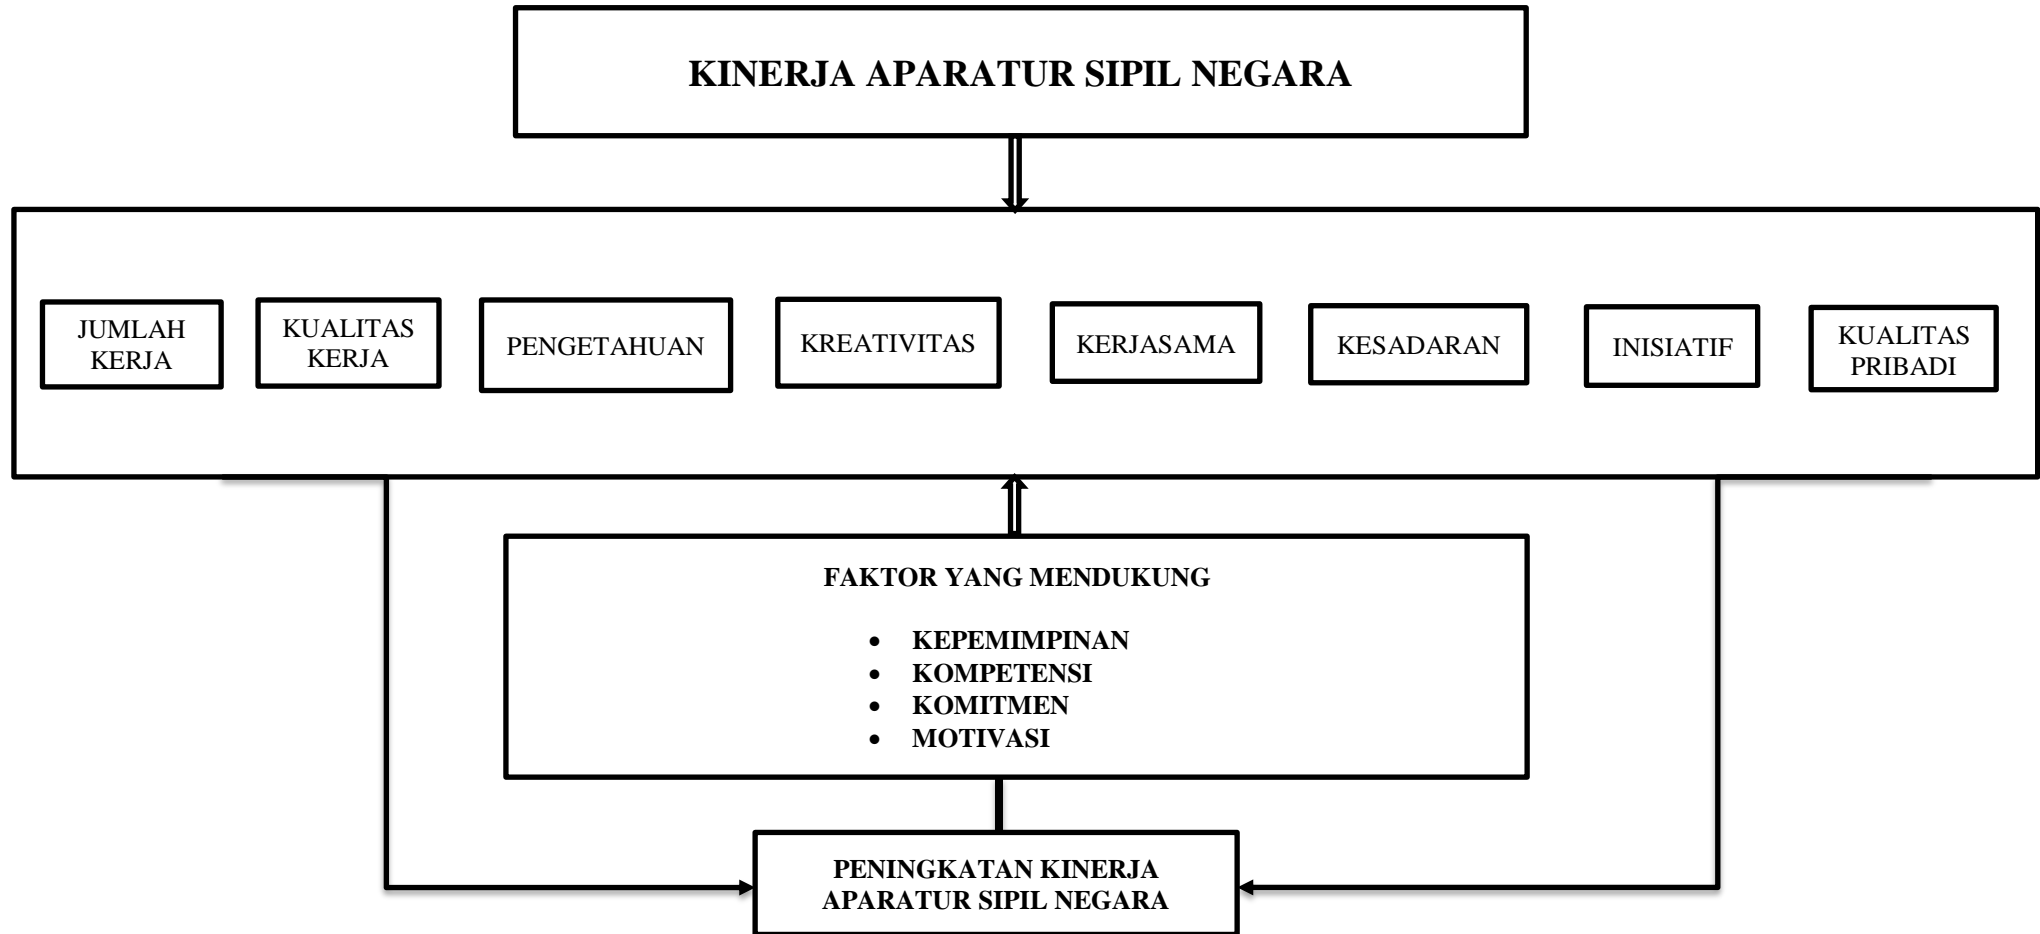 KINERJA APARATUR SIPIL NEGARA
JUMLAH
KERJA
KUALITAS
KERJA
PENGETAHUAN
KREATIVITAS
KERJASAMA
KESADARAN
INISIATIF
KUALITAS
PRIBADI
FAKTOR YANG MENDUKUNG
• KEPEMIMPINAN
• KOMPETENSI
• KOMITMEN
• MOTIVASI
PENINGKATAN KINERJA
APARATUR SIPIL NEGARA